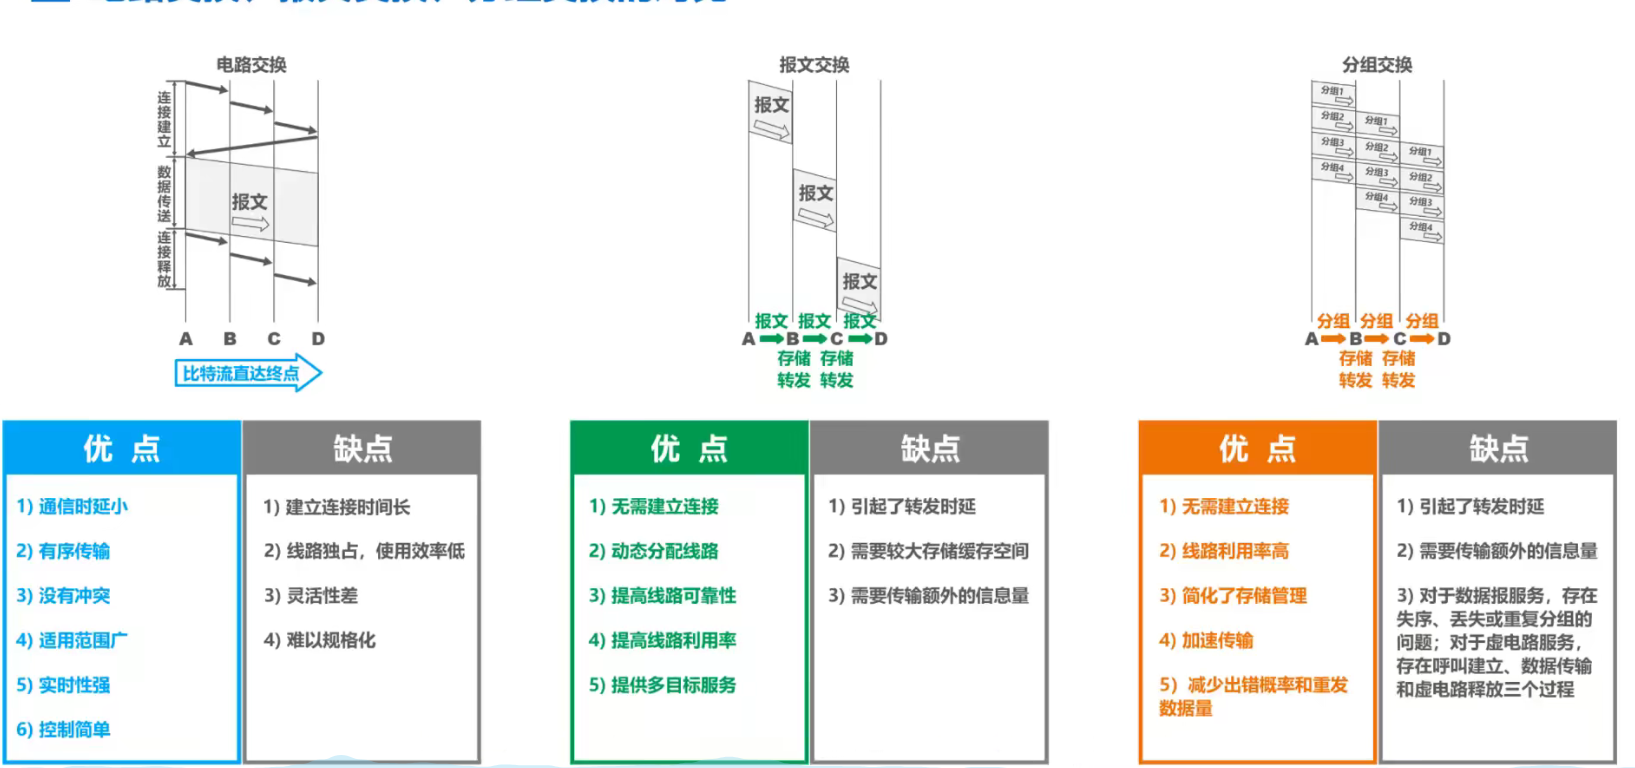 电路交换
连接建立
数据传送
连接释放
报文
A B C D
比特流直达终点
报文交换
报文
报文
报文
报文 报文 报文
A B C D
存储 存储
转发 转发
分组交换
分组1
分组2 分组1
分组3 分组2 分组1
分组4 分组3 分组2
分组4 分组3
分组4
分组 分组 分组
A B C D
存储 存储
转发 转发
优 点
1) 通信时延小
2) 有序传输
3) 没有冲突
4) 适用范围广
5) 实时性强
6) 控制简单
缺点
1) 建立连接时间长
2) 线路独占，使用效率低
3) 灵活性差
4) 难以规格化
优 点
1) 无需建立连接
2) 动态分配线路
3) 提高线路可靠性
4) 提高线路利用率
5) 提供多目标服务
缺点
1) 引起了转发时延
2) 需要较大存储缓存空间
3) 需要传输额外的信息量
优 点
1) 无需建立连接
2) 线路利用率高
3) 简化了存储管理
4) 加速传输
5）减少出错概率和重发
数据量
缺点
1) 引起了转发时延
2) 需要传输额外的信息量
3) 对于数据报服务，存在
失序、丢失或重复分组的
问题；对于虚电路服务，
存在呼叫建立、数据传输
和虚电路释放三个过程